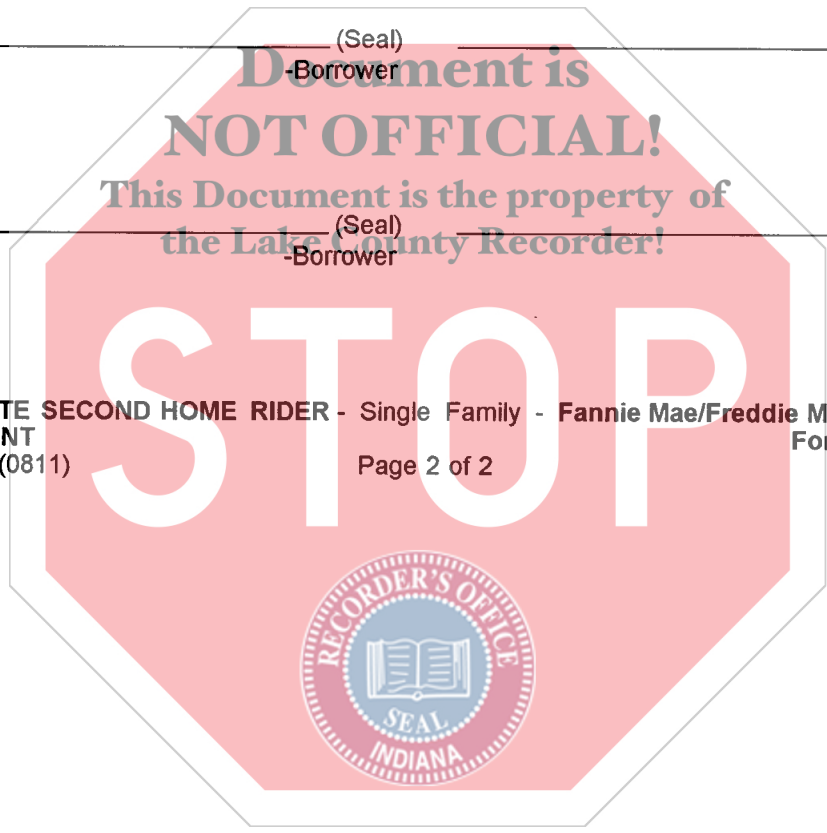 (Seal)
-Borrower
Document is
NOT OFFICIAL!
This Document is the property of
the Lake County Recorder!
(Seal)
-Borrower
STOP
TE SECOND HOME RIDER - Single Family - Fannie Mae/Freddie M
NT
For
(0811)
Page 2 of 2
RECORDER'S OFFICE
SEAL
INDIANA